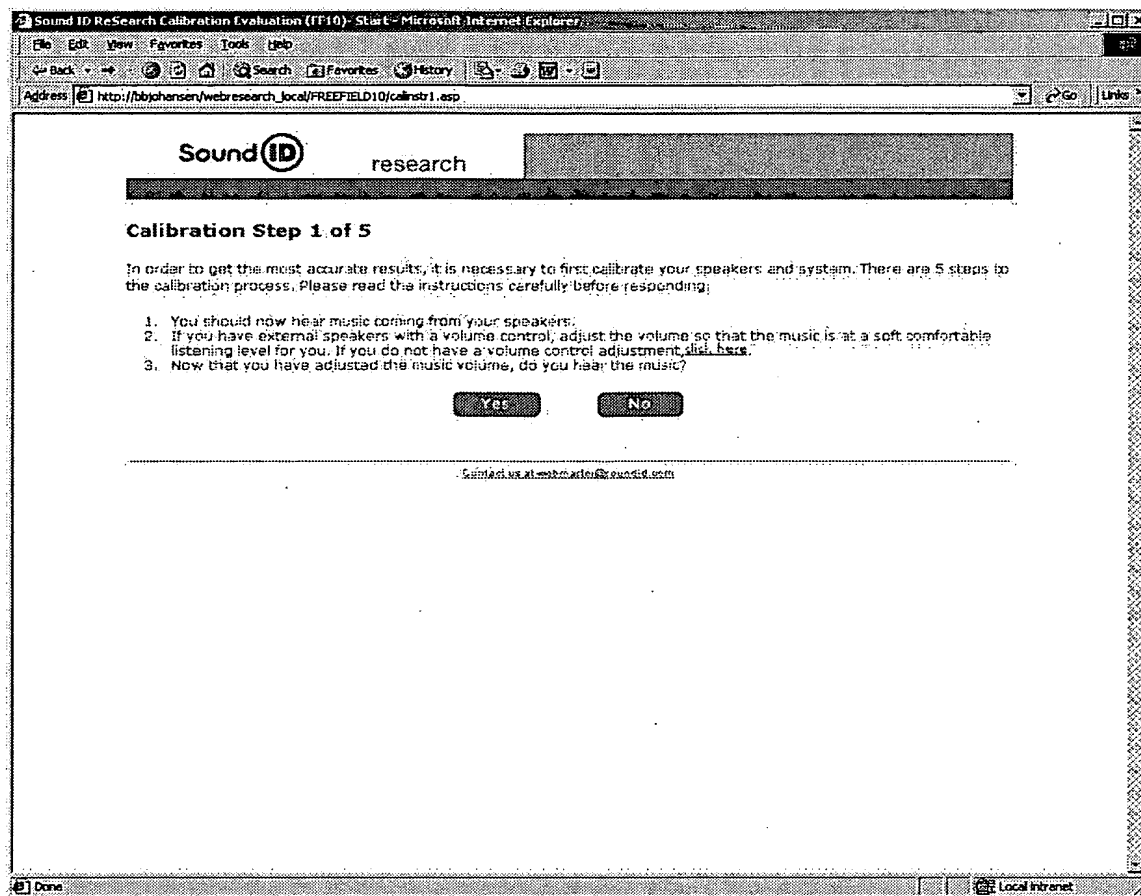 Sound ID ReSearch Calibration Evaluation (FF10)- Start - Microsoft Internet Explorer
File Edit View Favorites Tools Help
Back Search Favorites History
Address http://bbjohansen/webresearch_local/FREEFIELD10/calinstr1.asp Go Links
Sound ID research
Calibration Step 1 of 5
In order to get the most accurate results, it is necessary to first calibrate your speakers and system. There are 5 steps to
the calibration process. Please read the instructions carefully before responding.
1. You should now hear music coming from your speakers.
2. If you have external speakers with a volume control, adjust the volume so that the music is at a soft comfortable
listening level for you. If you do not have a volume control adjustment, click here.
3. Now that you have adjusted the music volume, do you hear the music?
Yes No
Contact us at webmaster@soundid.com
Done Local intranet